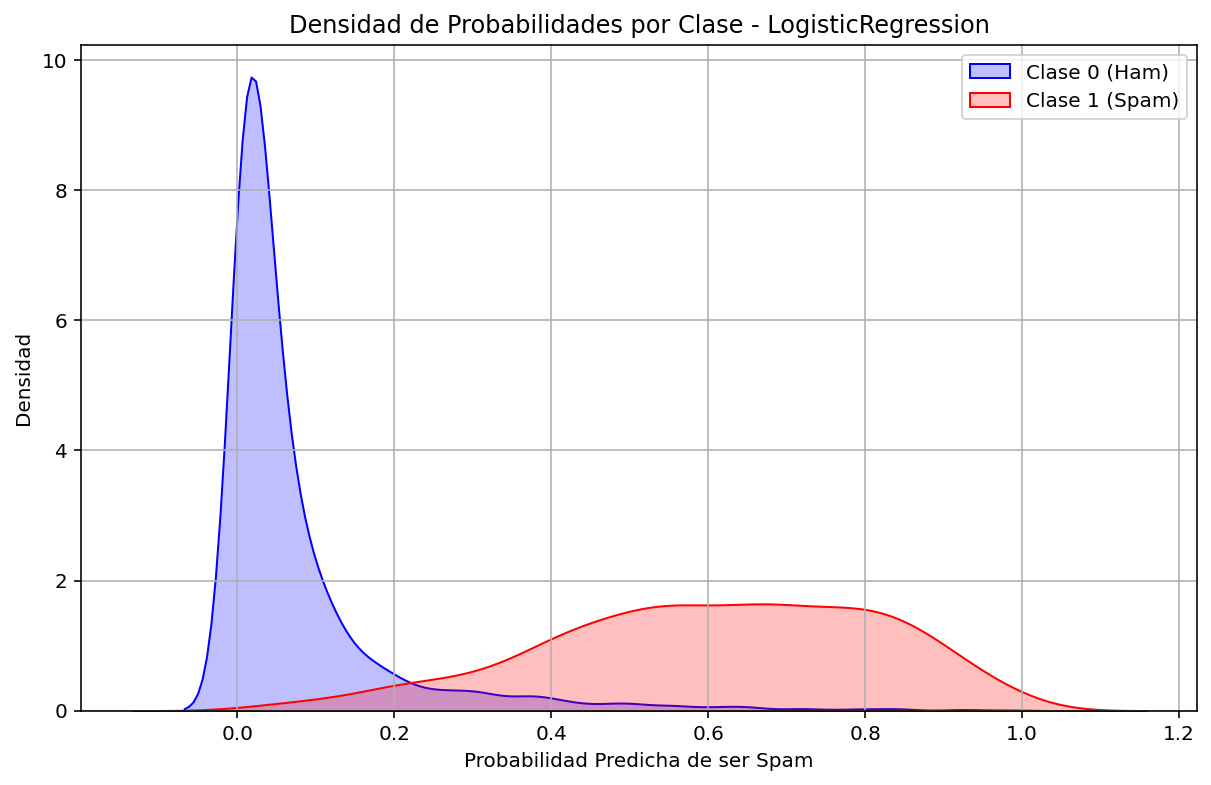 Densidad de Probabilidades por Clase - LogisticRegression
Clase 0 (Ham)
Clase 1 (Spam)
Densidad
10
8
6
4
2
0
0.0 0.2 0.4 0.6 0.8 1.0 1.2
Probabilidad Predicha de ser Spam